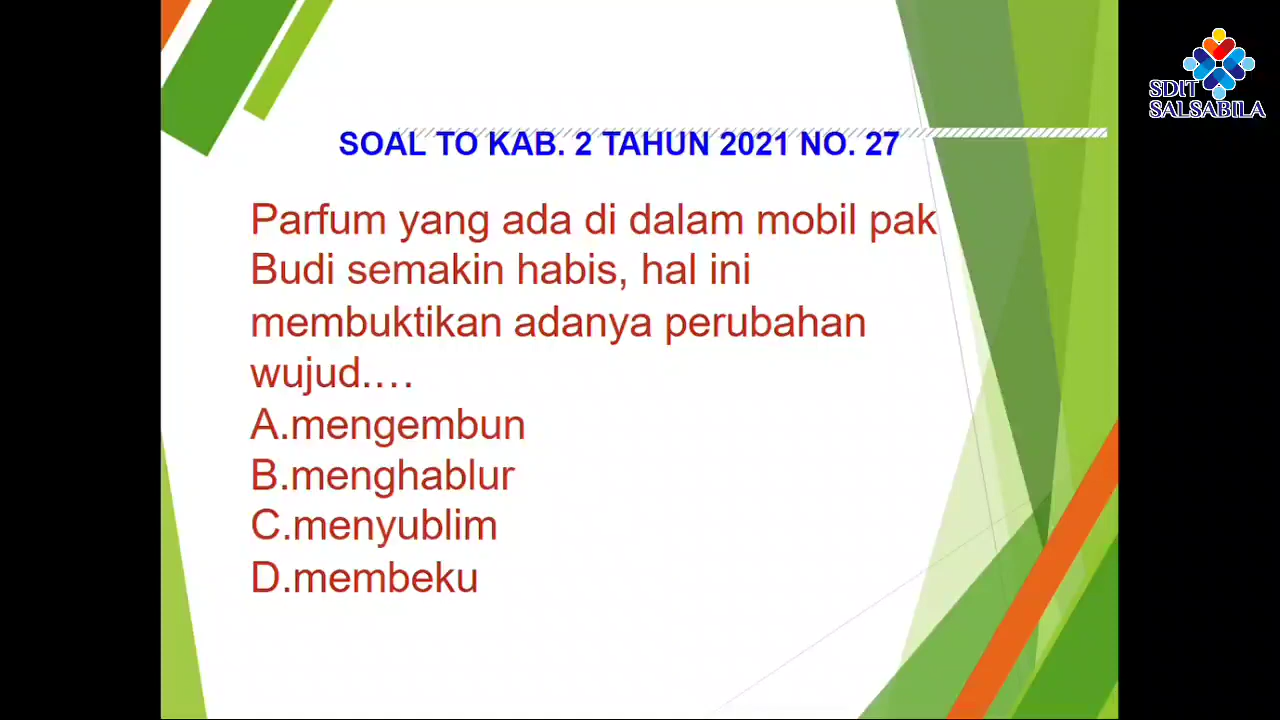 SDIT
SALSABILA
SOAL TO KAB. 2 TAHUN 2021 NO. 27
Parfum yang ada di dalam mobil pak
Budi semakin habis, hal ini
membuktikan adanya perubahan
wujud....
A.mengembun
B.menghablur
C.menyublim
D.membeku